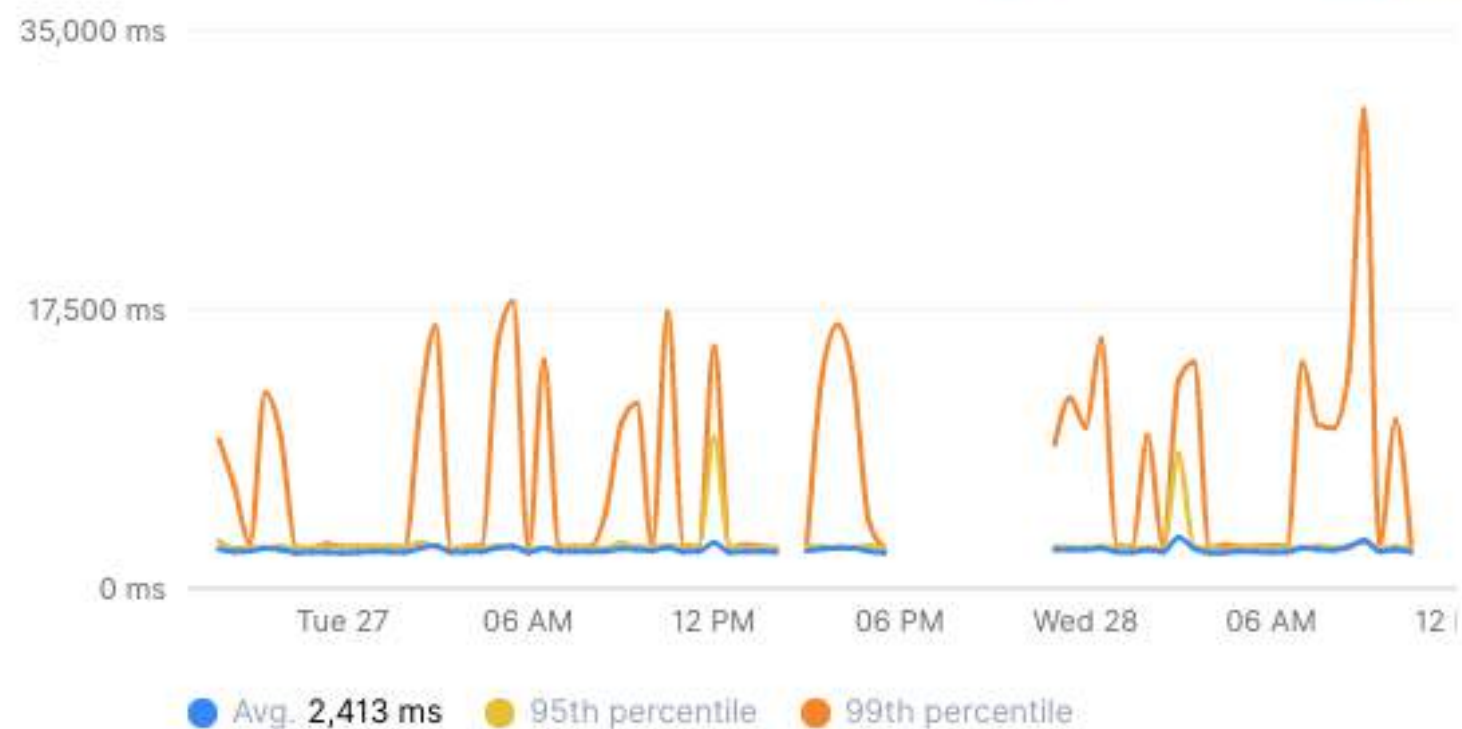 35,000 ms
17,500 ms
0 ms
Tue 27 06 AM 12 PM 06 PM Wed 28 06 AM 12
Avg. 2,413 ms 95th percentile 99th percentile